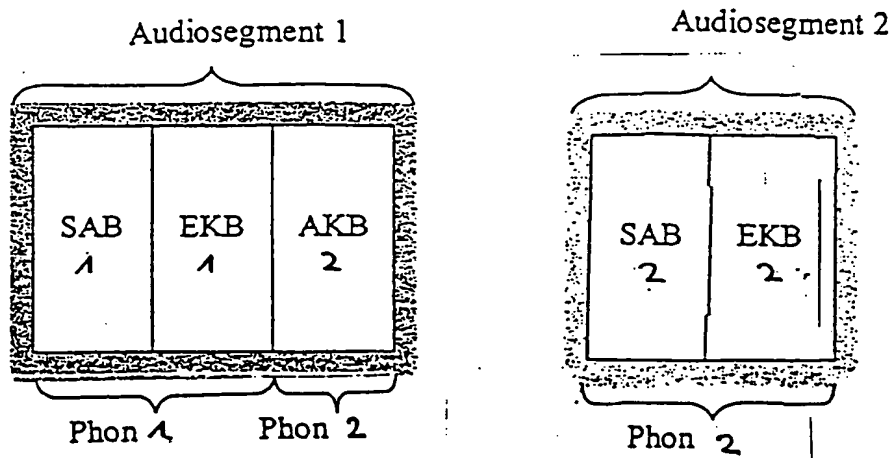 Audiosegment 1
Audiosegment 2
SAB 1
EKB 1
AKB 2
SAB 2
EKB 2
Phon 1
Phon 2
Phon 2